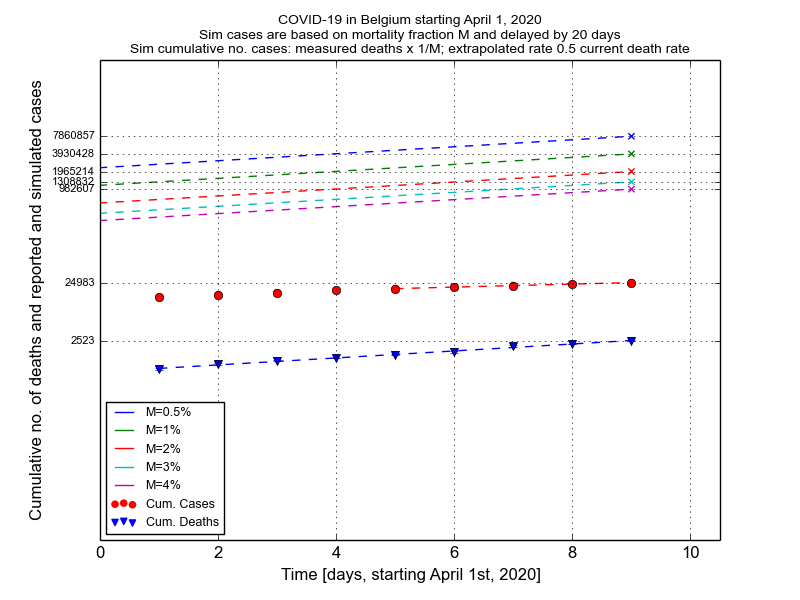 COVID-19 in Belgium starting April 1, 2020
Sim cases are based on mortality fraction M and delayed by 20 days
Sim cumulative no. cases: measured deaths x 1/M; extrapolated rate 0.5 current death rate
Cumulative no. of deaths and reported and simulated cases
7860857
3930428
1965214
1308832
982607
24983
2523
M=0.5%
M=1%
M=2%
M=3%
M=4%
Cum. Cases
Cum. Deaths
0 2 4 6 8 10
Time [days, starting April 1st, 2020]